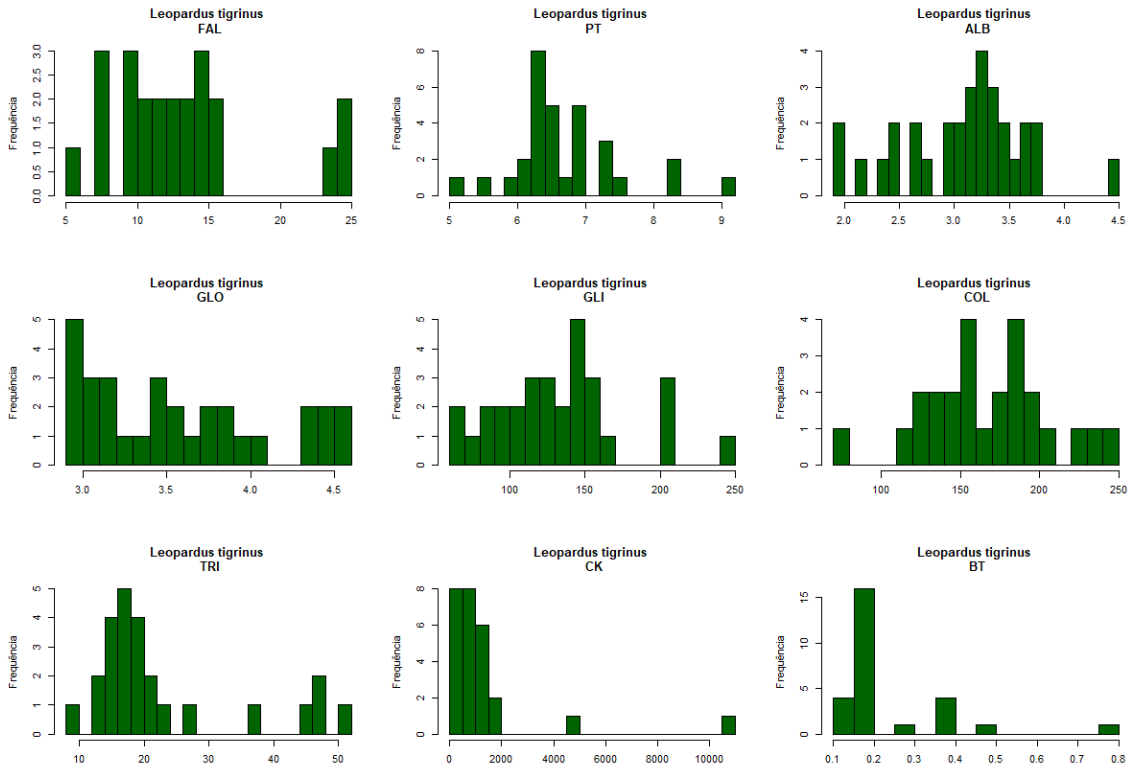 Leopardus tigrinus
FAL
Frequência
0.0 0.5 1.0 1.5 2.0 2.5 3.0
5 10 15 20 25
Leopardus tigrinus
PT
Frequência
0 2 4 6 8
5 6 7 8 9
Leopardus tigrinus
ALB
Frequência
0 1 2 3 4
2.0 2.5 3.0 3.5 4.0 4.5
Leopardus tigrinus
GLO
Frequência
0 1 2 3 4 5
3.0 3.5 4.0 4.5
Leopardus tigrinus
GLI
Frequência
0 1 2 3 4 5
100 150 200 250
Leopardus tigrinus
COL
Frequência
0 1 2 3 4
100 150 200 250
Leopardus tigrinus
TRI
Frequência
0 1 2 3 4 5
10 20 30 40 50
Leopardus tigrinus
CK
Frequência
0 2 4 6 8
0 2000 4000 6000 8000 10000
Leopardus tigrinus
BT
Frequência
0 5 10 15
0.1 0.2 0.3 0.4 0.5 0.6 0.7 0.8